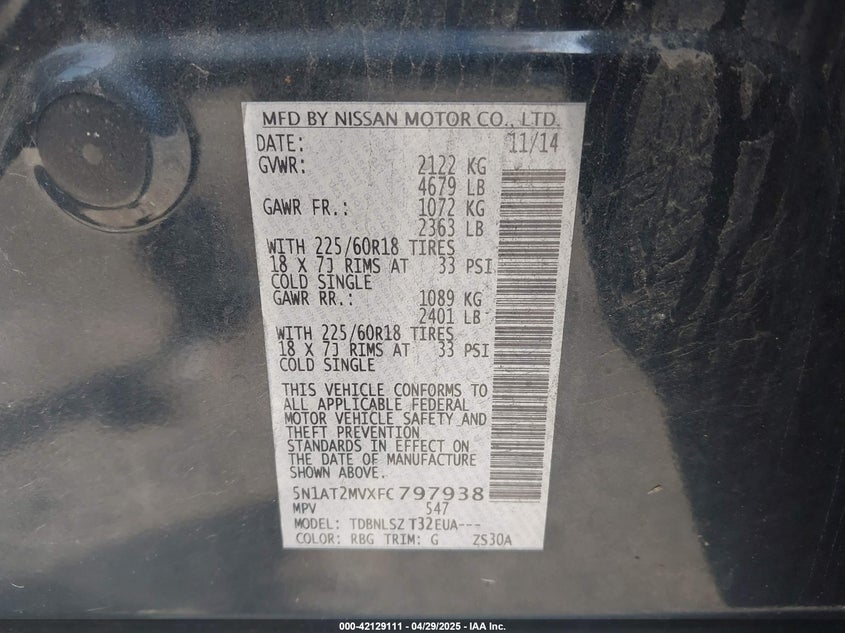 MFD BY NISSAN MOTOR CO., LTD.
DATE: 11/14
GVWR: 2122 KG
4679 LB
GAWR FR.: 1072 KG
2363 LB
WITH 225/60R18 TIRES
18 X 7J RIMS AT 33 PSI
COLD SINGLE
GAWR RR.: 1089 KG
2401 LB
WITH 225/60R18 TIRES
18 X 7J RIMS AT 33 PSI
COLD SINGLE
THIS VEHICLE CONFORMS TO
ALL APPLICABLE FEDERAL
MOTOR VEHICLE SAFETY AND
THEFT PREVENTION
STANDARDS IN EFFECT ON
THE DATE OF MANUFACTURE
SHOWN ABOVE.
5N1AT2MVXFC797938
MPV 547
MODEL: TDBNLSZ T32EUA---
COLOR: RBG TRIM: G ZS30A
000-42129111 - 04/29/2025 - IAA Inc.